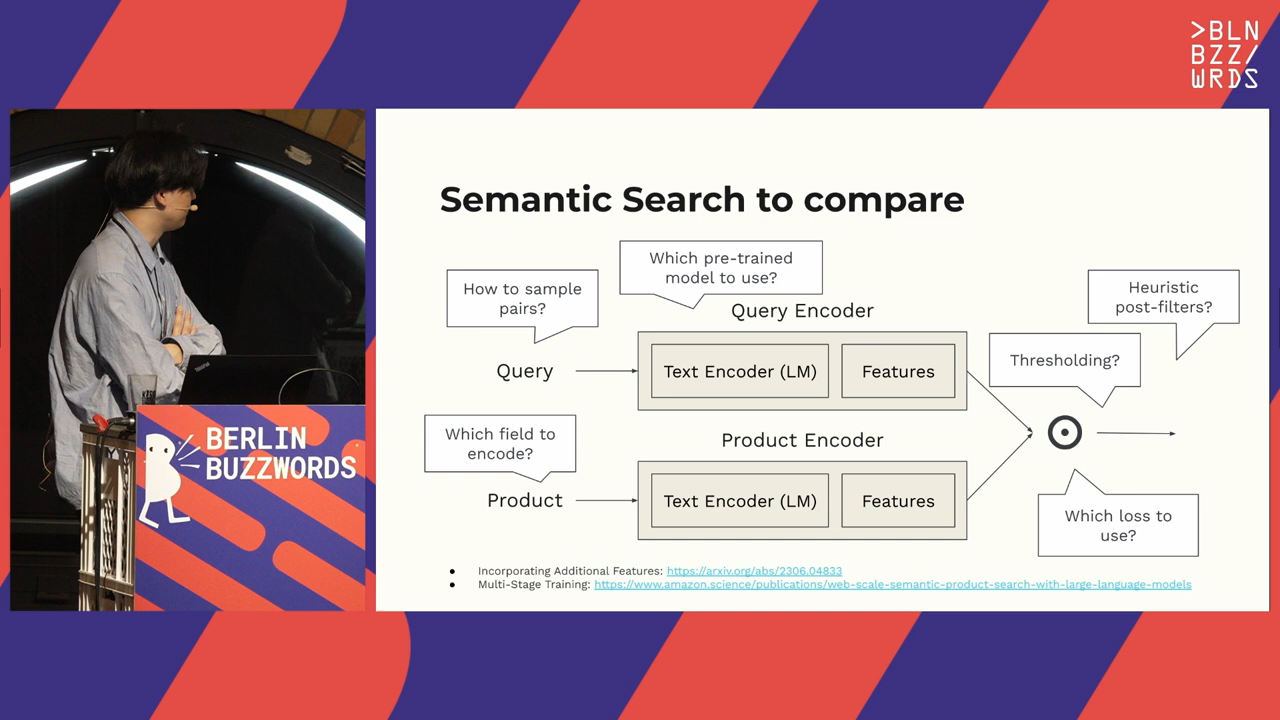 >BLN
BZZ/
WRDS
Semantic Search to compare
Which pre-trained
model to use?
How to sample
pairs?
Heuristic
post-filters?
Query Encoder
Thresholding?
Query
Text Encoder (LM)
Features
Which field to
encode?
Product Encoder
Product
Text Encoder (LM)
Features
Which loss to
use?
● Incorporating Additional Features: https://arxiv.org/abs/2306.04833
● Multi-Stage Training: https://www.amazon.science/publications/web-scale-semantic-product-search-with-large-language-models
ThinkPad
BERLIN
BUZZWORDS